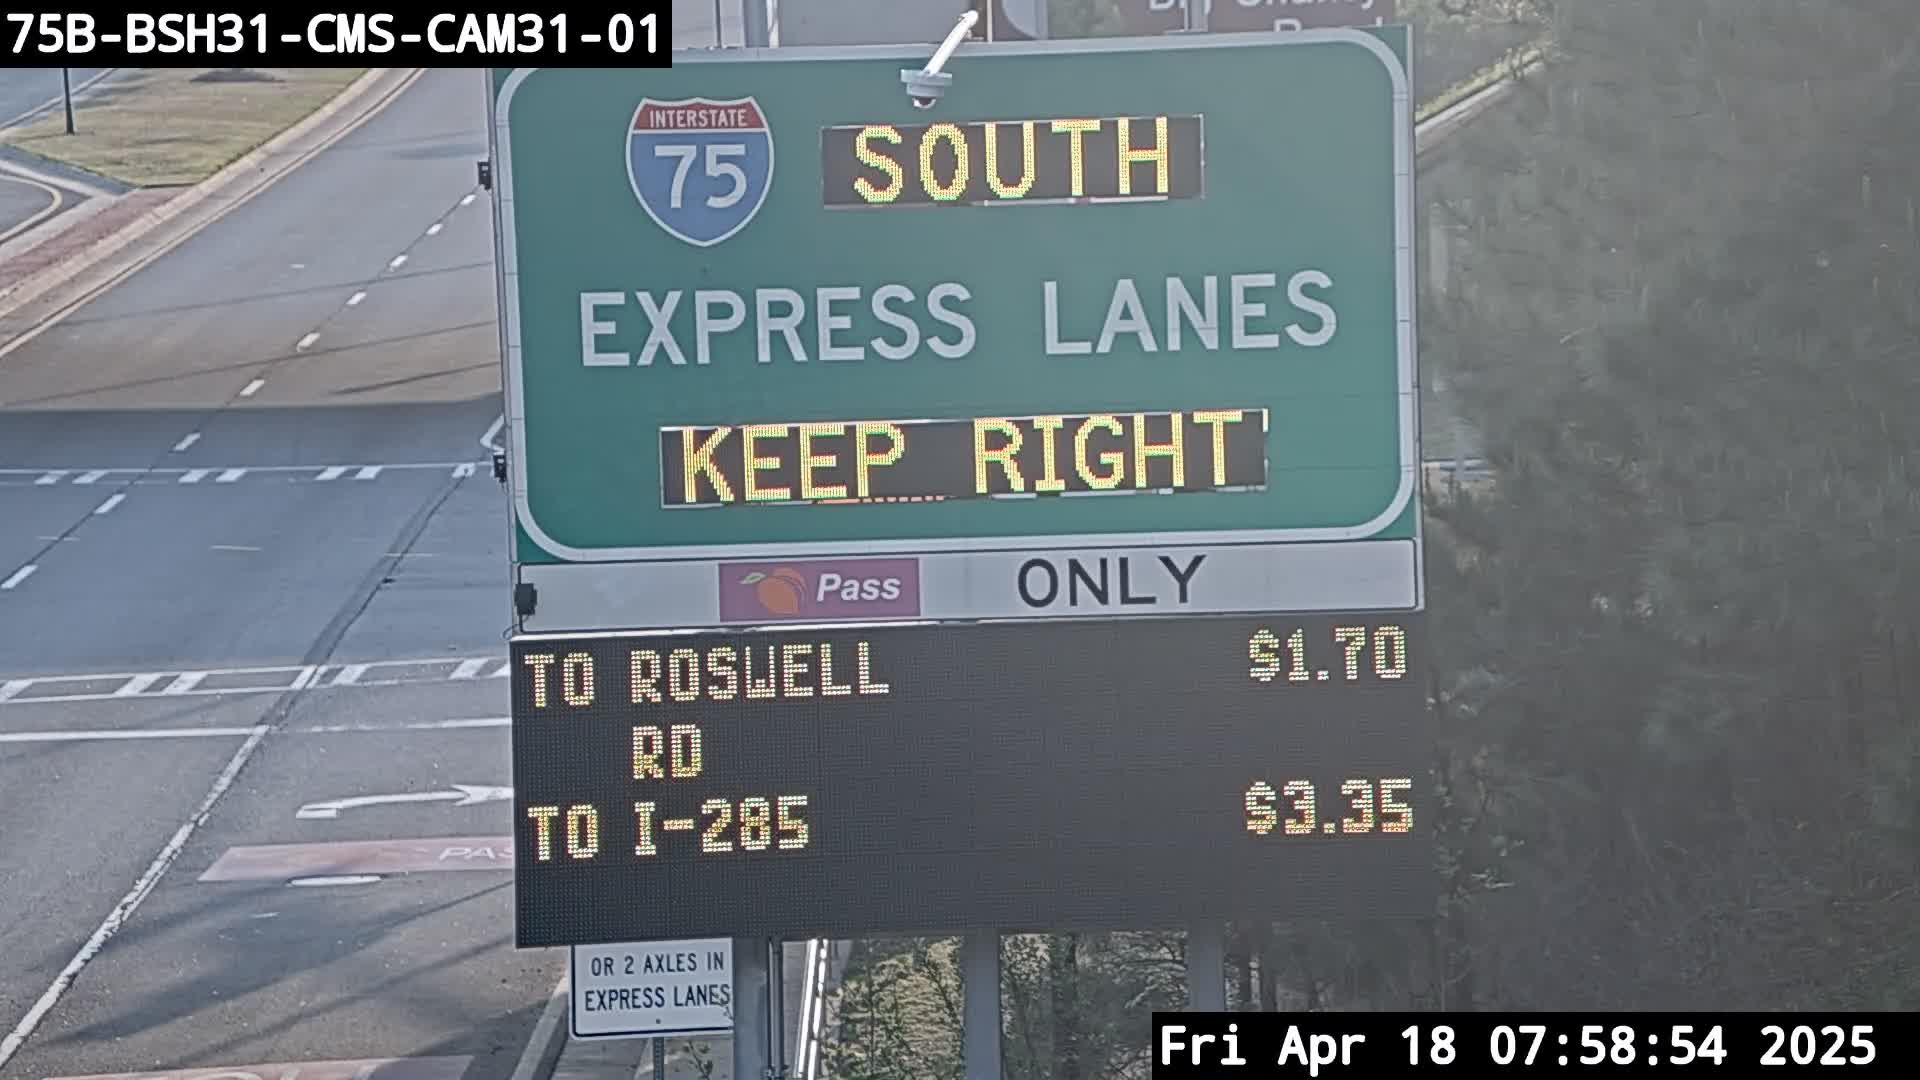 75B-BSH31-CMS-CAM31-01
INTERSTATE
75
SOUTH
EXPRESS LANES
KEEP RIGHT
Pass ONLY
TO ROSWELL $1.70
RD
TO I-285 $3.35
OR 2 AXLES IN
EXPRESS LANES
Fri Apr 18 07:58:54 2025